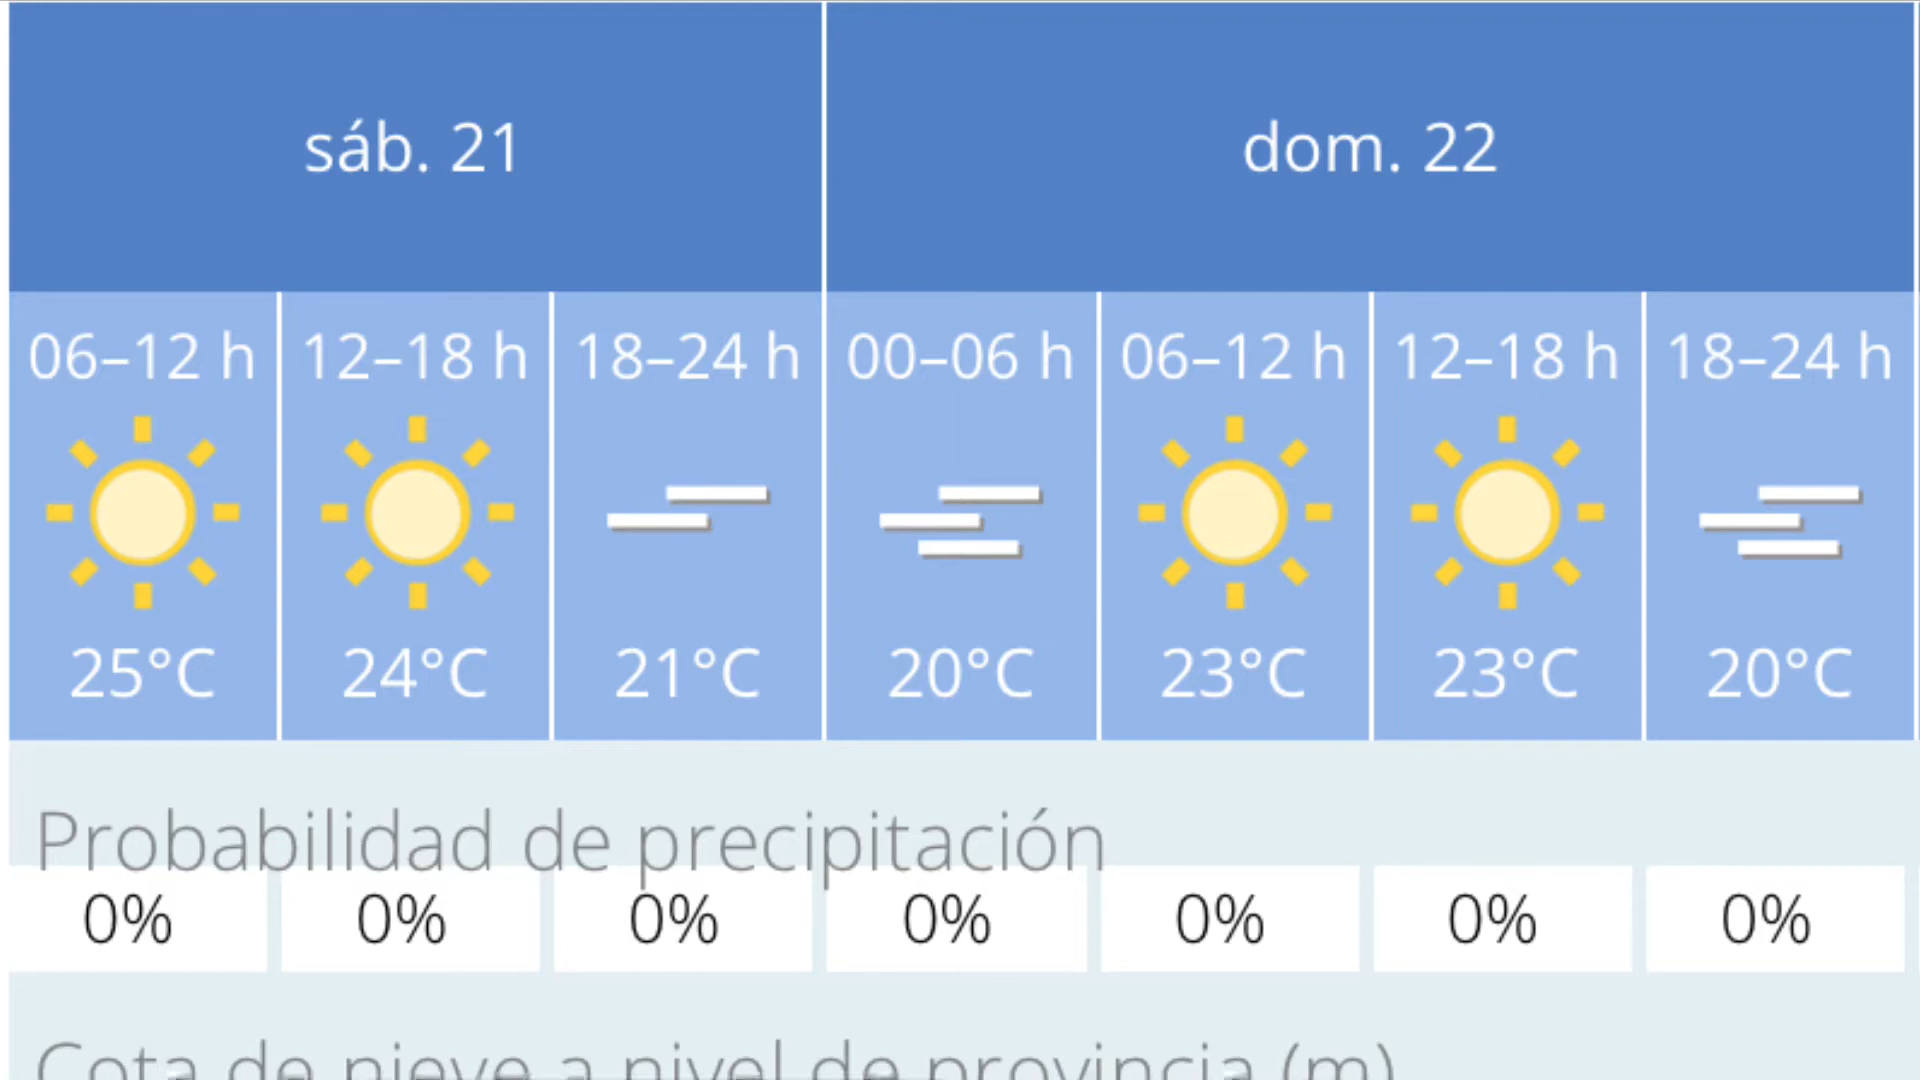 sáb. 21 dom. 22
06–12 h 12–18 h 18–24 h 00–06 h 06–12 h 12–18 h 18–24 h
25°C 24°C 21°C 20°C 23°C 23°C 20°C
Probabilidad de precipitación
0% 0% 0% 0% 0% 0% 0%
Cota de nieve a nivel de provincia (m)